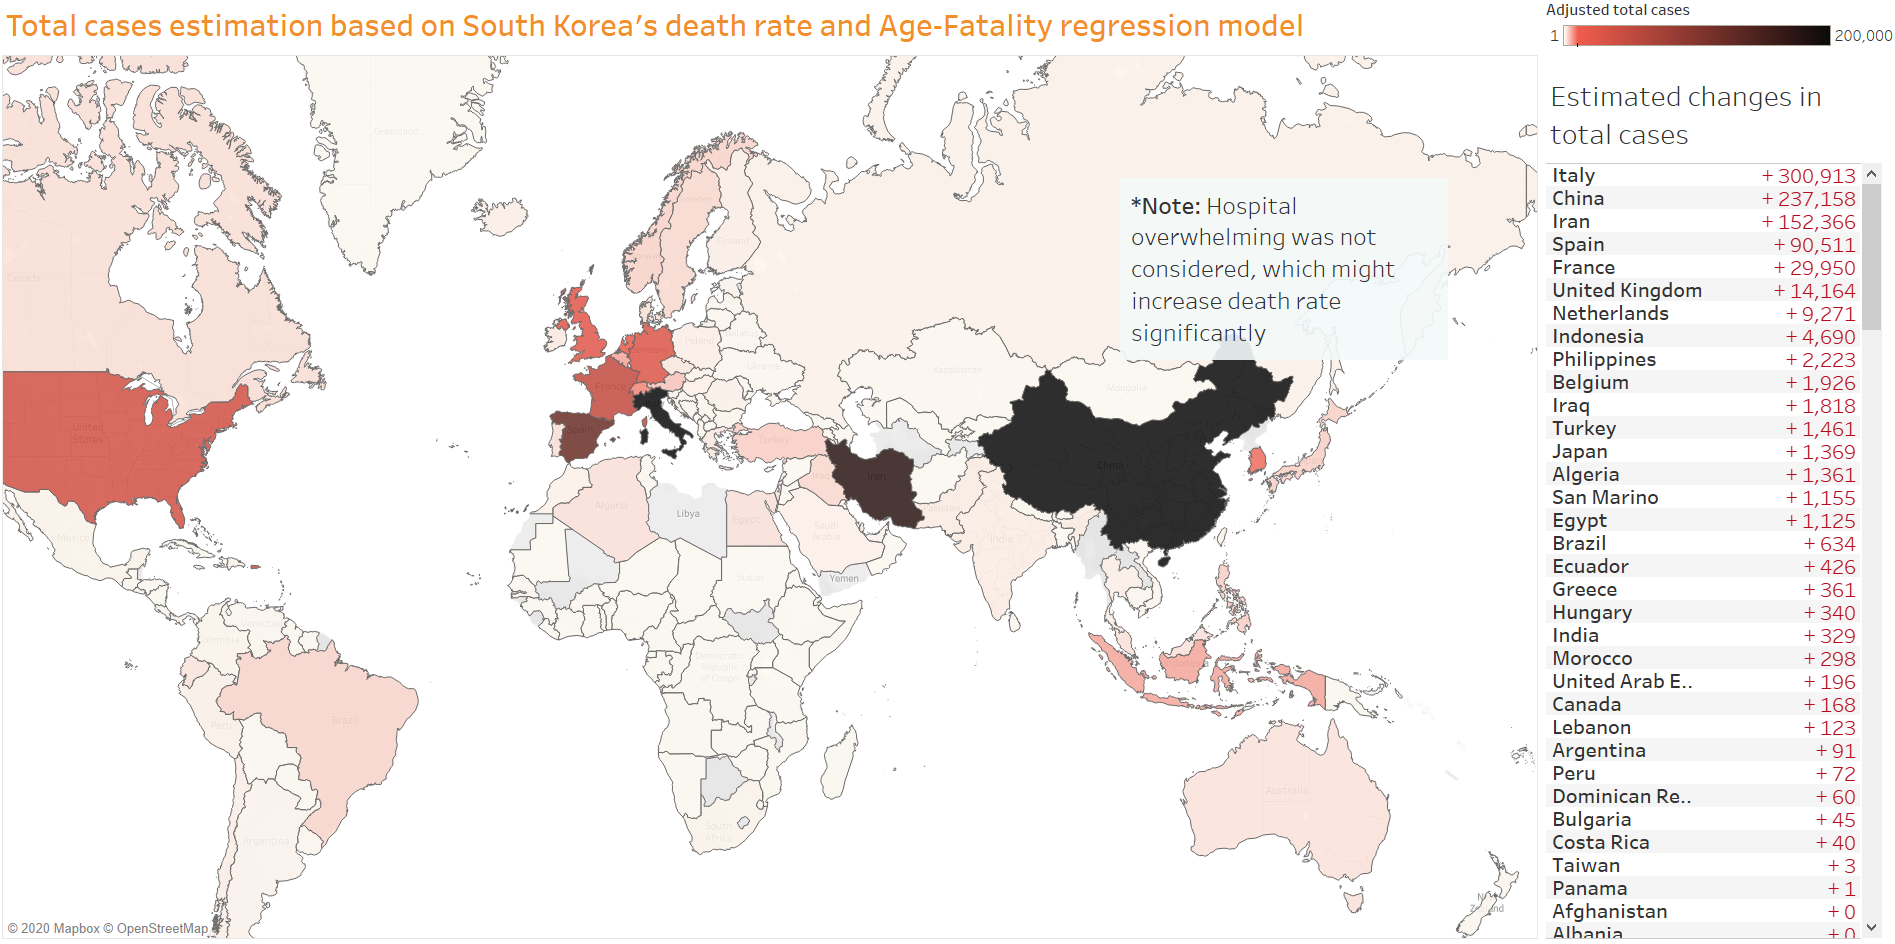 Total cases estimation based on South Korea's death rate and Age-Fatality regression model
Adjusted total cases
1 200,000
Estimated changes in
total cases
*Note: Hospital
overwhelming was not
considered, which might
increase death rate
significantly
Italy + 300,913
China + 237,158
Iran + 152,366
Spain + 90,511
France + 29,950
United Kingdom + 14,164
Netherlands + 9,271
Indonesia + 4,690
Philippines + 2,223
Belgium + 1,926
Iraq + 1,818
Turkey + 1,461
Japan + 1,369
Algeria + 1,361
San Marino + 1,155
Egypt + 1,125
Brazil + 634
Ecuador + 426
Greece + 361
Hungary + 340
India + 329
Morocco + 298
United Arab E.. + 196
Canada + 168
Lebanon + 123
Argentina + 91
Peru + 72
Dominican Re.. + 60
Bulgaria + 45
Costa Rica + 40
Taiwan + 3
Panama + 1
Afghanistan + 0
Albania + 0
Greenland
Canada
Finland
Poland
Ukraine
Germany
France
Spain
Kazakhstan
Mongolia
United
States
Turkey
Iran
China
Iraq
Algeria
Libya
Egypt
Saudi
Arabia
Pakistan
India
Mexico
Sudan
Yemen
Venezuela
Colombia
Democratic
Republic
of Congo
Indonesia
Peru
Brazil
Australia
South
Africa
Argentina
© 2020 Mapbox © OpenStreetMap